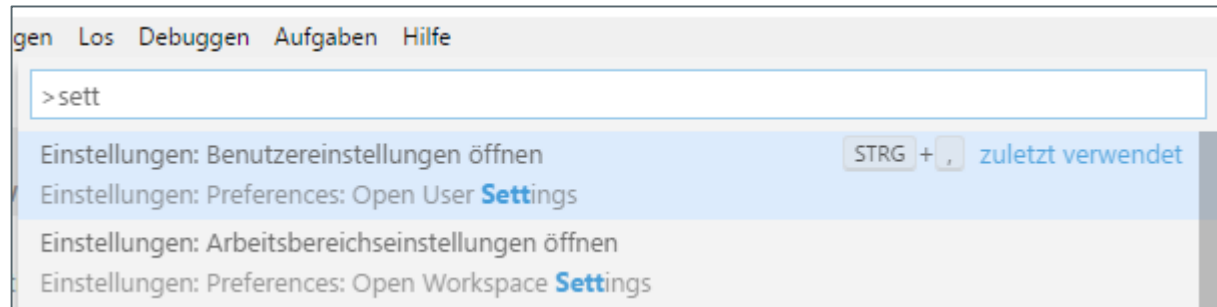 gen Los Debuggen Aufgaben Hilfe
>sett
Einstellungen: Benutzereinstellungen öffnen STRG + , zuletzt verwendet
Einstellungen: Preferences: Open User Settings
Einstellungen: Arbeitsbereichseinstellungen öffnen
Einstellungen: Preferences: Open Workspace Settings